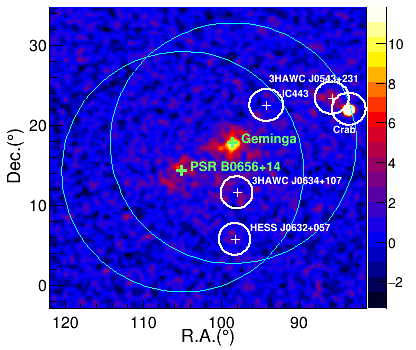 30
20
10
0
Dec.(°)
120
110
100
90
R.A.(°)
3HAWC J0543+231
IC443
Crab
Geminga
PSR B0656+14
3HAWC J0634+107
HESS J0632+057
12
10
8
6
4
2
0
−2